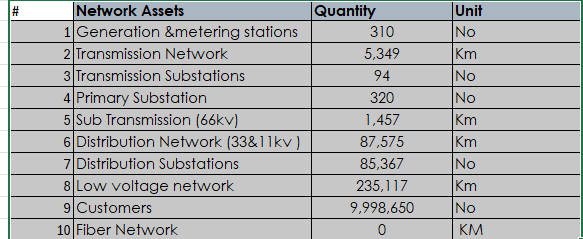 # Network Assets Quantity Unit
1 Generation &metering stations 310 No
2 Transmission Network 5,349 Km
3 Transmission Substations 94 No
4 Primary Substation 320 No
5 Sub Transmission (66kv) 1,457 Km
6 Distribution Network (33&11kv ) 87,575 Km
7 Distribution Substations 85,367 No
8 Low voltage network 235,117 Km
9 Customers 9,998,650 No
10 Fiber Network 0 KM